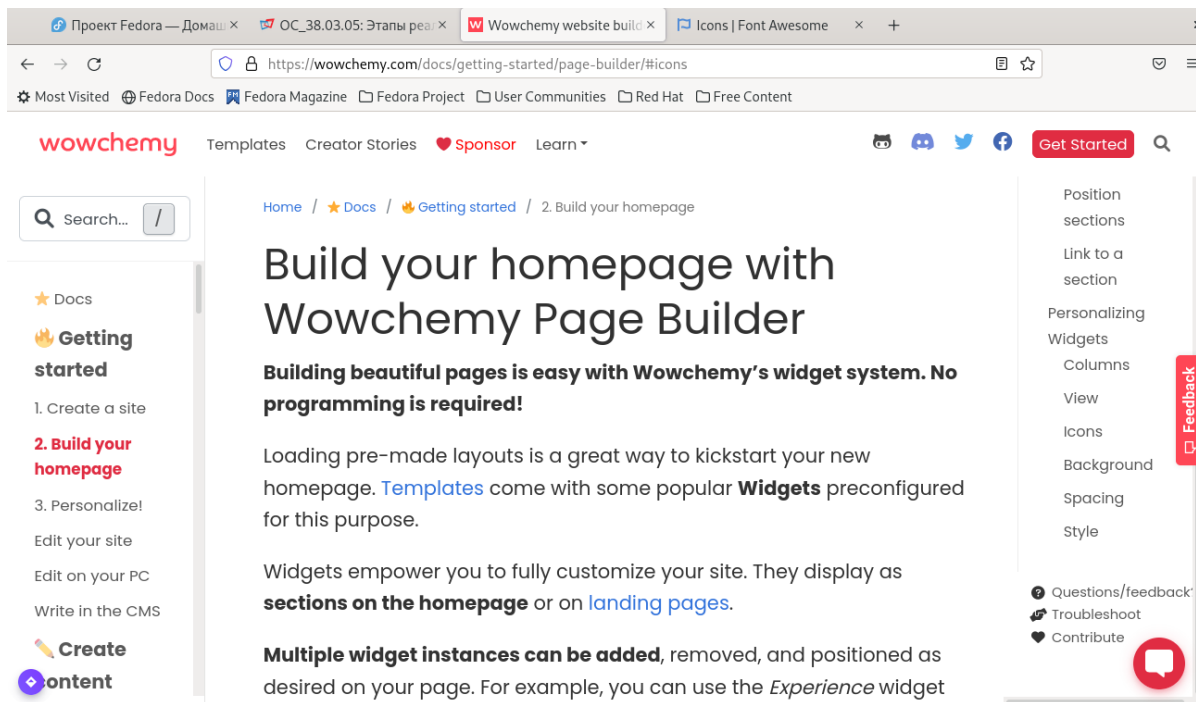 Проект Fedora — Домаш
ОС_38.03.05: Этапы реал
Wowchemy website build
Icons | Font Awesome
https://wowchemy.com/docs/getting-started/page-builder/#icons
Most Visited Fedora Docs Fedora Magazine Fedora Project User Communities Red Hat Free Content
wowchemy Templates Creator Stories Sponsor Learn Get Started
Search... /
Docs
Getting
started
1. Create a site
2. Build your
homepage
3. Personalize!
Edit your site
Edit on your PC
Write in the CMS
Create
content
Home / Docs / Getting started / 2. Build your homepage
Build your homepage with
Wowchemy Page Builder
Building beautiful pages is easy with Wowchemy’s widget system. No
programming is required!
Loading pre-made layouts is a great way to kickstart your new
homepage. Templates come with some popular Widgets preconfigured
for this purpose.
Widgets empower you to fully customize your site. They display as
sections on the homepage or on landing pages.
Multiple widget instances can be added, removed, and positioned as
desired on your page. For example, you can use the Experience widget
Position
sections
Link to a
section
Personalizing
Widgets
Columns
View
Icons
Background
Spacing
Style
Questions/feedback
Troubleshoot
Contribute
Feedback